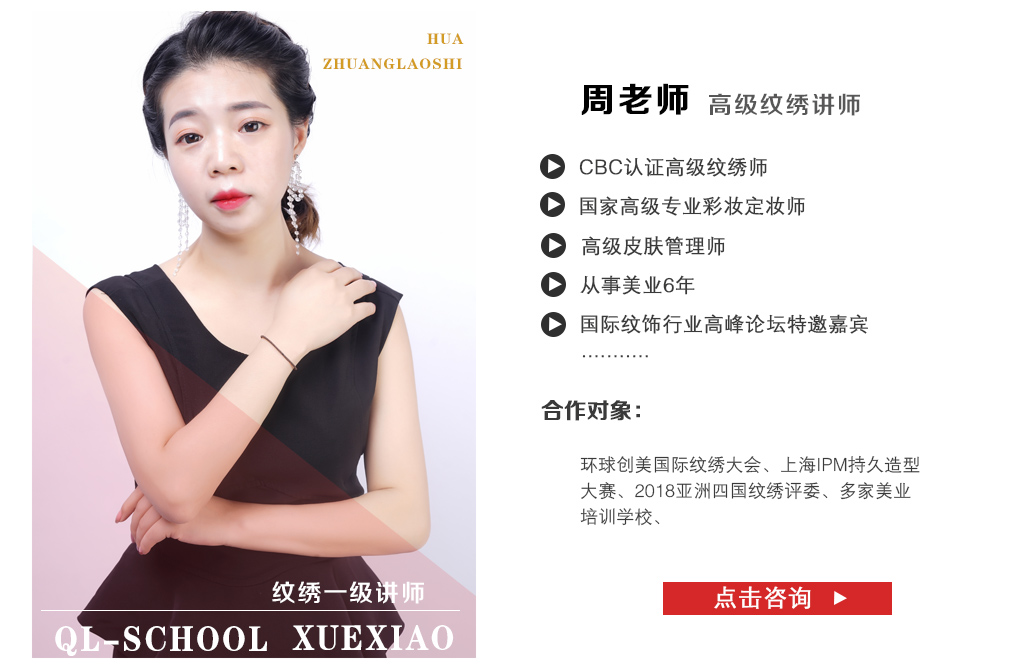 HUA
ZHUANGLAOSHI
纹绣一级讲师
QL-SCHOOL XUEXIAO
周老师 高级纹绣讲师
CBC认证高级纹绣师
国家高级专业彩妆定妆师
高级皮肤管理师
从事美业6年
国际纹饰行业高峰论坛特邀嘉宾
...........
合作对象：
环球创美国际纹绣大会、上海IPM持久造型
大赛、2018亚洲四国纹绣评委、多家美业
培训学校、
点击咨询